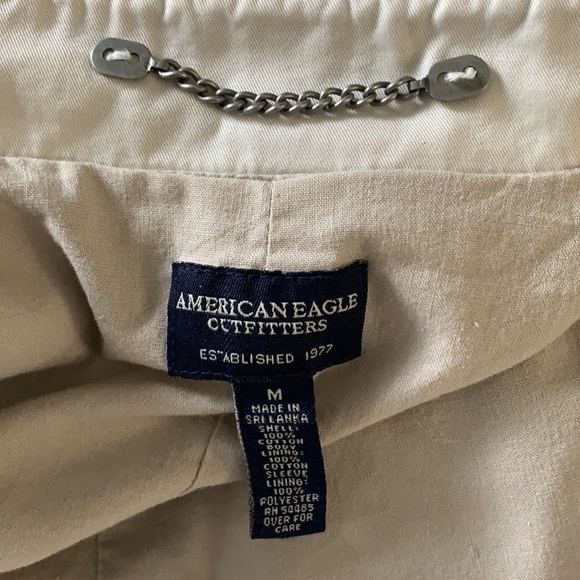 AMERICAN EAGLE
OUTFITTERS
ESTABLISHED 1977
M
MADE IN
SRI LANKA
SHELL:
100%
COTTON
BODY
LINING:
100%
COTTON
SLEEVE
LINING:
100%
POLYESTER
RN 50485
OVER FOR
CARE